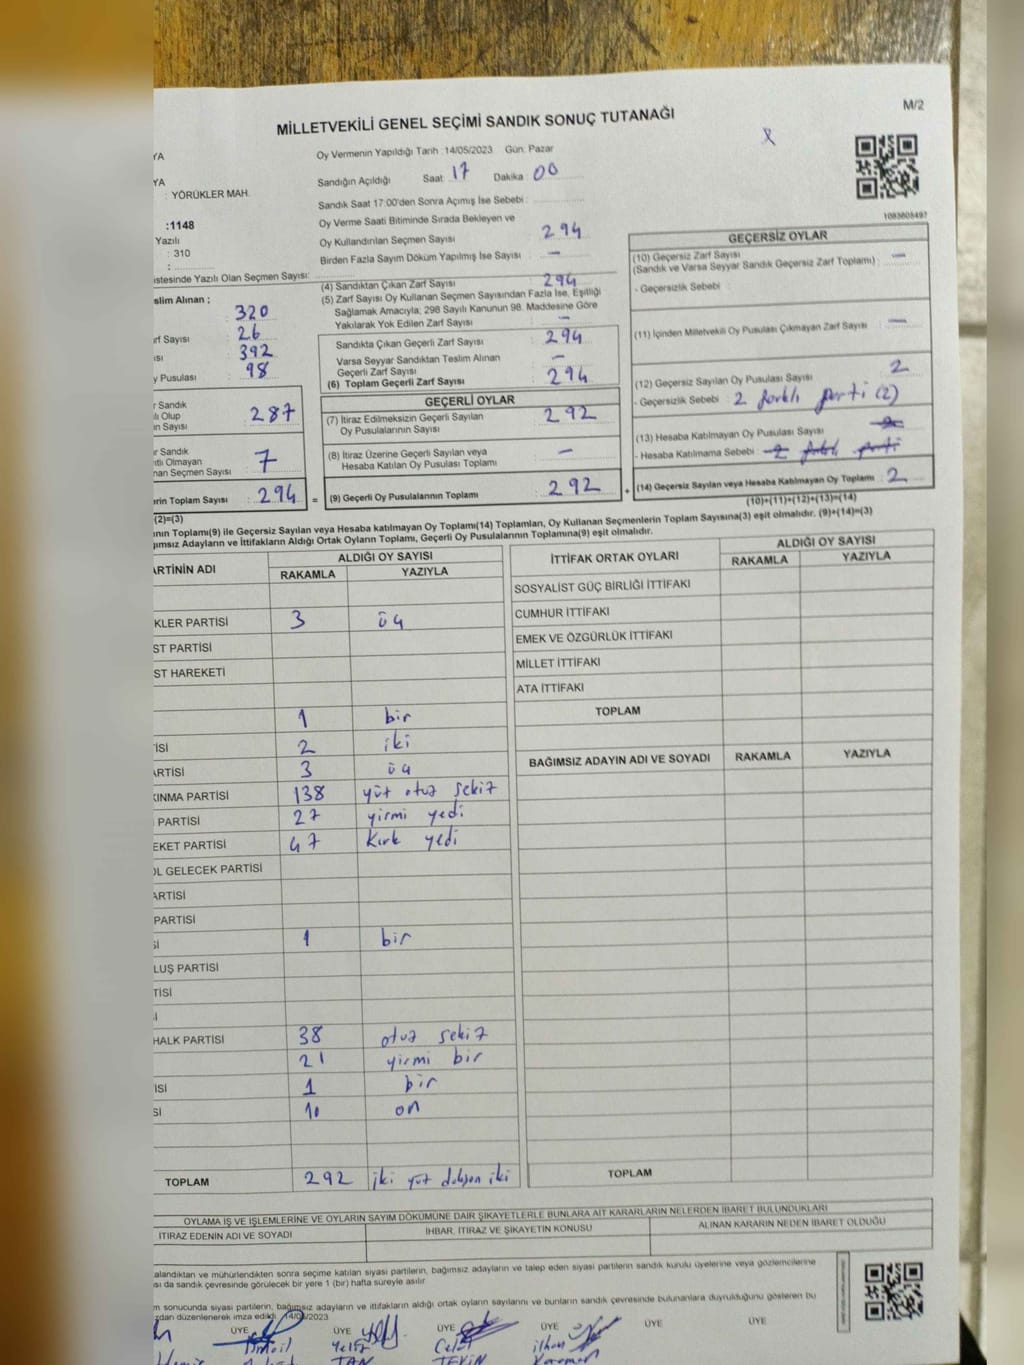 M/2
MİLLETVEKİLİ GENEL SEÇİMİ SANDIK SONUÇ TUTANAĞI
YA
Oy Vermenin Yapıldığı Tarih :14/05/2023 Gün: Pazar
YA
Sandığın Açıldığı Saat 17 Dakika : 00
: YÖRÜKLER MAH.
Sandık Saat 17:00'den Sonra Açımış İse Sebebi :
:1148
Oy Verme Saati Bitiminde Sırada Bekleyen ve
Oy Kullandırılan Seçmen Sayısı : 294
Yazılı
: 310
Birden Fazla Sayım Döküm Yapılmış İse Sayısı : –
istesinde Yazılı Olan Seçmen Sayısı:
1083808497
(4) Sandıktan Çıkan Zarf Sayısı : 294
(5) Zarf Sayısı Oy Kullanan Seçmen Sayısından Fazla İse, Eşitliği
Sağlamak Amacıyla; 298 Sayılı Kanunun 98. Maddesine Göre
Yakılarak Yok Edilen Zarf Sayısı : –
slim Alınan ;
320
rf Sayısı 26
ısı 392
y Pusulası 98
Sandıkta Çıkan Geçerli Zarf Sayısı : 294
Varsa Seyyar Sandıktan Teslim Alınan
Geçerli Zarf Sayısı : –
(6) Toplam Geçerli Zarf Sayısı : 294
r Sandık
lı Olup
n Sayısı : 287
r Sandık
ıtlı Olmayan
nan Seçmen Sayısı : 7
erin Toplam Sayısı : 294 =
(2)=(3)
GEÇERLİ OYLAR
(7) İtiraz Edilmeksizin Geçerli Sayılan
Oy Pusulalarının Sayısı : 292
(8) İtiraz Üzerine Geçerli Sayılan veya
Hesaba Katılan Oy Pusulası Toplamı : –
(9) Geçerli Oy Pusulalarının Toplamı : 292 +
GEÇERSİZ OYLAR
(10) Geçersiz Zarf Sayısı
(Sandık ve Varsa Seyyar Sandık Geçersiz Zarf Toplamı) : –
- Geçersizlik Sebebi :
(11) İçinden Milletvekili Oy Pusulası Çıkmayan Zarf Sayısı : –
(12) Geçersiz Sayılan Oy Pusulası Sayısı : 2
- Geçersizlik Sebebi : 2 farklı parti (2)
(13) Hesaba Katılmayan Oy Pusulası Sayısı :
- Hesaba Katılmama Sebebi :
(14) Geçersiz Sayılan veya Hesaba Katılmayan Oy Toplamı : 2
(10)+(11)+(12)+(13)=(14)
ının Toplamı(9) ile Geçersiz Sayılan veya Hesaba katılmayan Oy Toplamı(14) Toplamları, Oy Kullanan Seçmenlerin Toplam Sayısına(3) eşit olmalıdır. (9)+(14)=(3)
ğımsız Adayların ve İttifakların Aldığı Ortak Oyların Toplamı, Geçerli Oy Pusulalarının Toplamına(9) eşit olmalıdır.
ARTİNİN ADI
ALDIĞI OY SAYISI
RAKAMLA YAZIYLA
KLER PARTİSİ 3 üç
ST PARTİSİ
ST HAREKETİ
1 bir
İSİ 2 iki
ARTİSİ 3 üç
KINMA PARTİSİ 138 yüz otuz sekiz
PARTİSİ 27 yirmi yedi
EKET PARTİSİ 47 kırk yedi
OL GELECEK PARTİSİ
ARTİSİ
PARTİSİ
Sİ 1 bir
LUŞ PARTİSİ
TİSİ
İ
HALK PARTİSİ 38 otuz sekiz
21 yirmi bir
İSİ 1 bir
Sİ 10 on
TOPLAM 292 iki yüz doksan iki
İTTİFAK ORTAK OYLARI
ALDIĞI OY SAYISI
RAKAMLA YAZIYLA
SOSYALİST GÜÇ BİRLİĞİ İTTİFAKI
CUMHUR İTTİFAKI
EMEK VE ÖZGÜRLÜK İTTİFAKI
MİLLET İTTİFAKI
ATA İTTİFAKI
TOPLAM
BAĞIMSIZ ADAYIN ADI VE SOYADI RAKAMLA YAZIYLA
TOPLAM
OYLAMA İŞ VE İŞLEMLERİNE VE OYLARIN SAYIM DÖKÜMÜNE DAİR ŞİKAYETLERLE BUNLARA AİT KARARLARIN NELERDEN İBARET BULUNDUKLARI
İTİRAZ EDENİN ADI VE SOYADI İHBAR, İTİRAZ VE ŞİKAYETİN KONUSU ALINAN KARARIN NEDEN İBARET OLDUĞU
alandıktan ve mühürlendikten sonra seçime katılan siyasi partilerin, bağımsız adayların ve talep eden siyasi partilerin sandık kurulu üyelerine veya gözlemcilerine
sı da sandık çevresinde görülecek bir yere 1 (bir) hafta süreyle asılır.
m sonucunda siyasi partilerin, bağımsız adayların ve ittifakların aldığı ortak oyların sayılarını ve bunların sandık çevresinde bulunanlara duyrulduğunu gösteren bu
zdan düzenlenerek imza edildi. 14/05/2023
ÜYE ÜYE ÜYE ÜYE ÜYE ÜYE
İsmail Yeliz Celal ilhan
TAN TEKİN Karaman